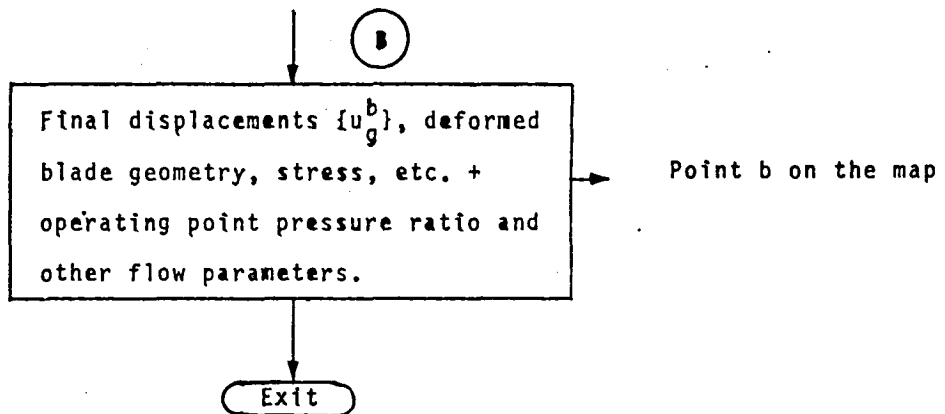 B
Final displacements {u_g^b}, deformed
blade geometry, stress, etc. +
operating point pressure ratio and
other flow parameters.
Point b on the map
Exit